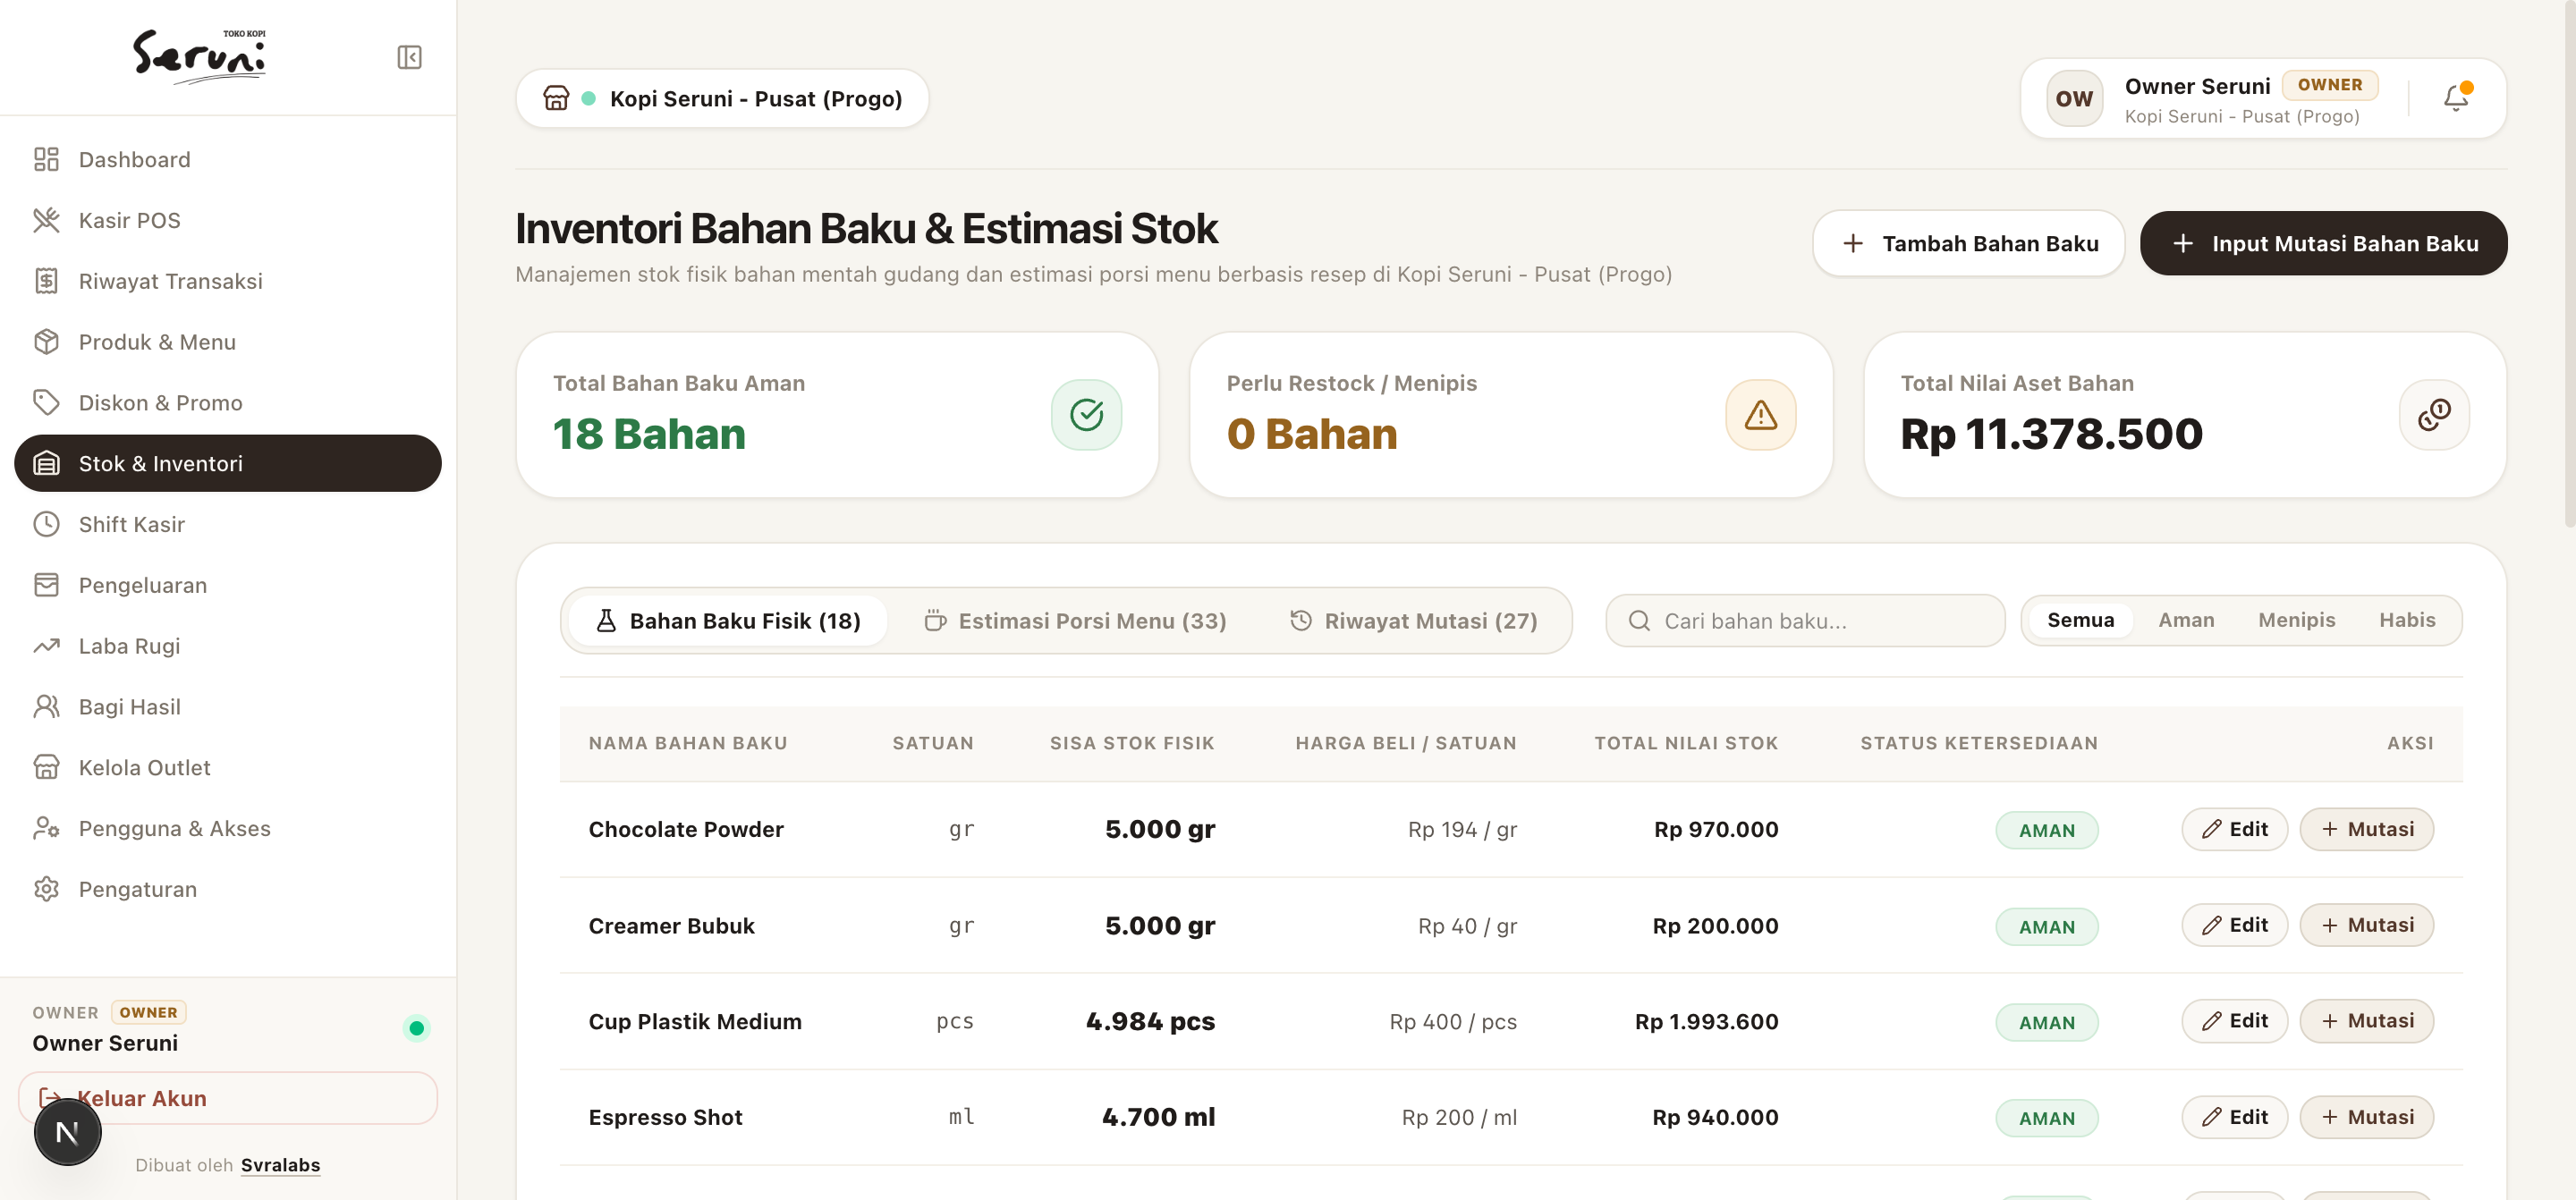 TOKO KOPI
Seruni
Dashboard
Kasir POS
Riwayat Transaksi
Produk & Menu
Diskon & Promo
Stok & Inventori
Shift Kasir
Pengeluaran
Laba Rugi
Bagi Hasil
Kelola Outlet
Pengguna & Akses
Pengaturan
OWNER OWNER
Owner Seruni
Keluar Akun
N
Dibuat oleh Svralabs
Kopi Seruni - Pusat (Progo)
OW
Owner Seruni OWNER
Kopi Seruni - Pusat (Progo)
Inventori Bahan Baku & Estimasi Stok
Manajemen stok fisik bahan mentah gudang dan estimasi porsi menu berbasis resep di Kopi Seruni - Pusat (Progo)
+ Tambah Bahan Baku
+ Input Mutasi Bahan Baku
Total Bahan Baku Aman
18 Bahan
Perlu Restock / Menipis
0 Bahan
Total Nilai Aset Bahan
Rp 11.378.500
Bahan Baku Fisik (18) Estimasi Porsi Menu (33) Riwayat Mutasi (27)
Cari bahan baku...
Semua Aman Menipis Habis
NAMA BAHAN BAKU SATUAN SISA STOK FISIK HARGA BELI / SATUAN TOTAL NILAI STOK STATUS KETERSEDIAAN AKSI
Chocolate Powder gr 5.000 gr Rp 194 / gr Rp 970.000 AMAN Edit + Mutasi
Creamer Bubuk gr 5.000 gr Rp 40 / gr Rp 200.000 AMAN Edit + Mutasi
Cup Plastik Medium pcs 4.984 pcs Rp 400 / pcs Rp 1.993.600 AMAN Edit + Mutasi
Espresso Shot ml 4.700 ml Rp 200 / ml Rp 940.000 AMAN Edit + Mutasi